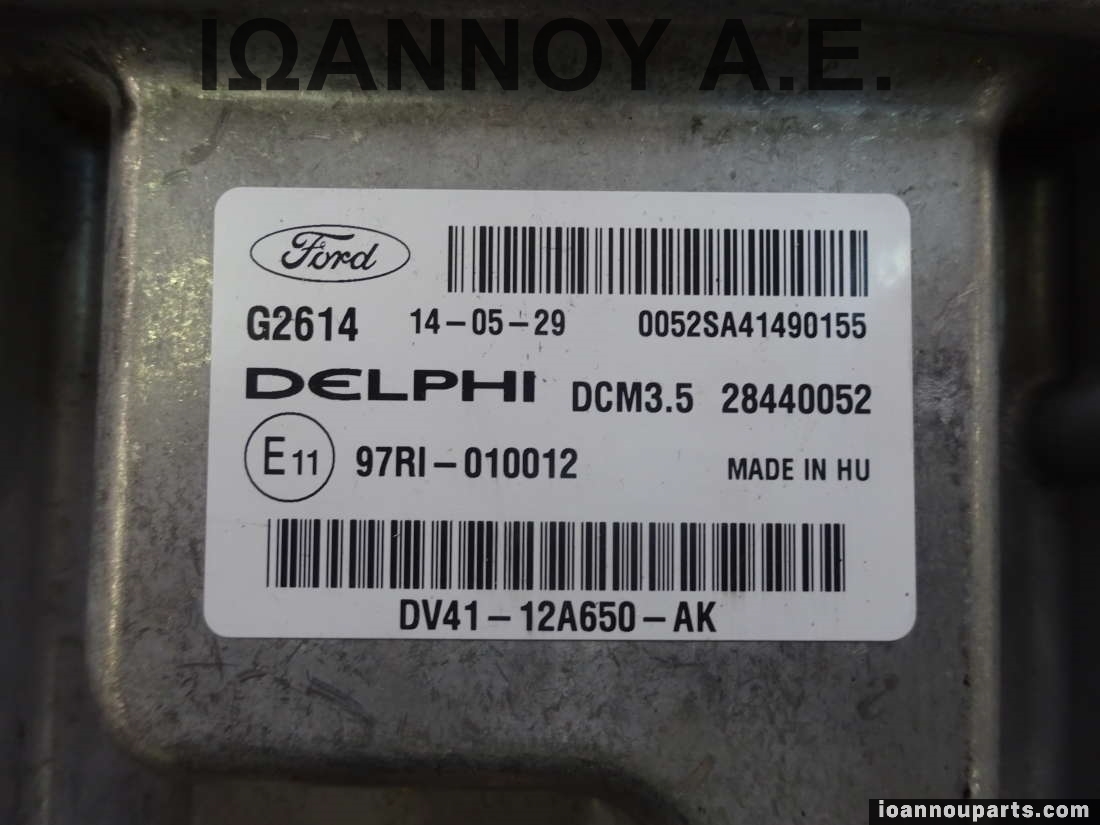 ΙΩΑΝΝΟΥ Α.Ε.
Ford
G2614 14-05-29 0052SA41490155
DELPHI DCM3.5 28440052
E11 97RI-010012 MADE IN HU
DV41-12A650-AK
ioannouparts.com